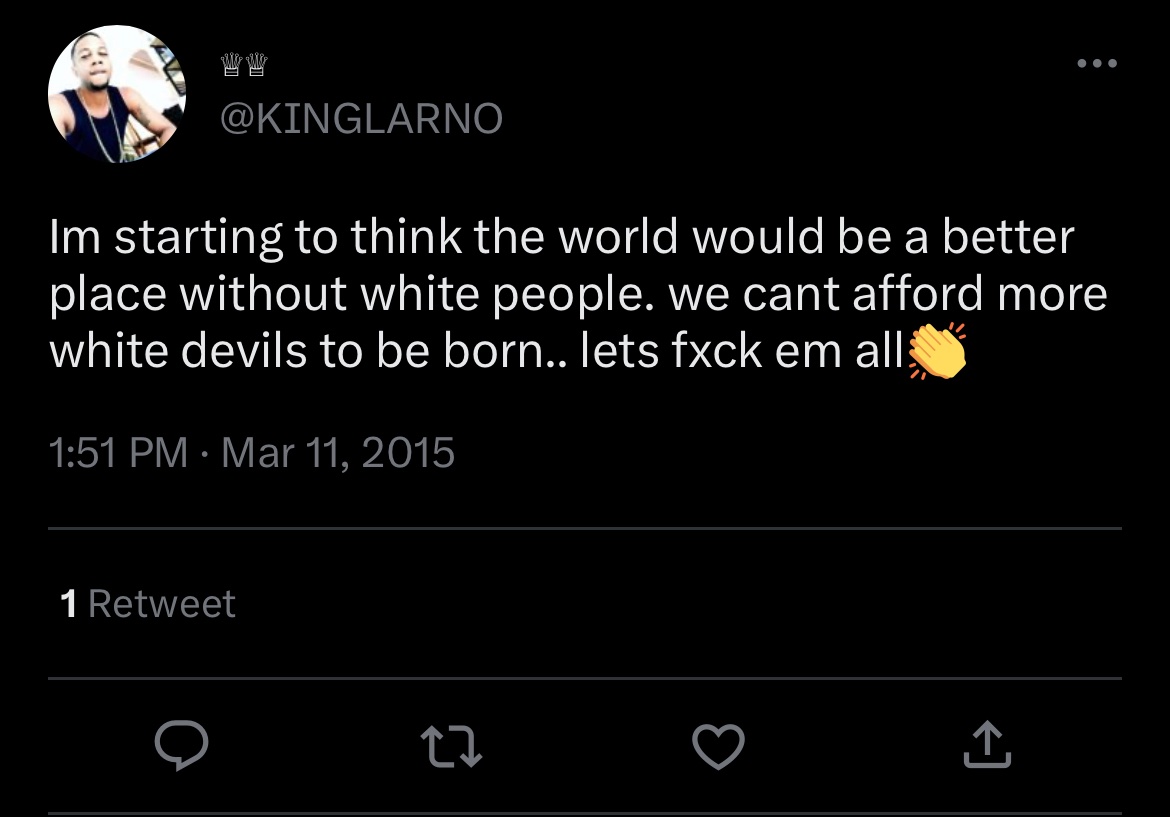 ♕♕
@KINGLARNO
Im starting to think the world would be a better
place without white people. we cant afford more
white devils to be born.. lets fxck em all👏
1:51 PM · Mar 11, 2015
1 Retweet